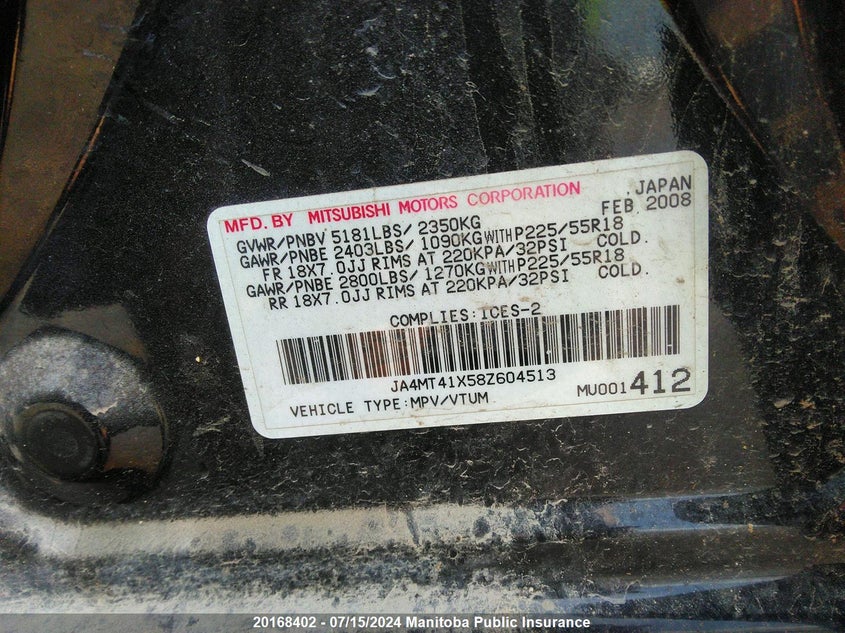 MFD. BY MITSUBISHI MOTORS CORPORATION JAPAN
GVWR/PNBV 5181LBS/ 2350KG FEB 2008
GAWR/PNBE 2403LBS/ 1090KG WITH P225/55R18
FR 18X7.0JJ RIMS AT 220KPA/32PSI COLD.
GAWR/PNBE 2800LBS/ 1270KG WITH P225/55R18
RR 18X7.0JJ RIMS AT 220KPA/32PSI COLD.
COMPLIES:ICES-2
JA4MT41X58Z604513
VEHICLE TYPE:MPV/VTUM MU001412
20168402 - 07/15/2024 Manitoba Public Insurance